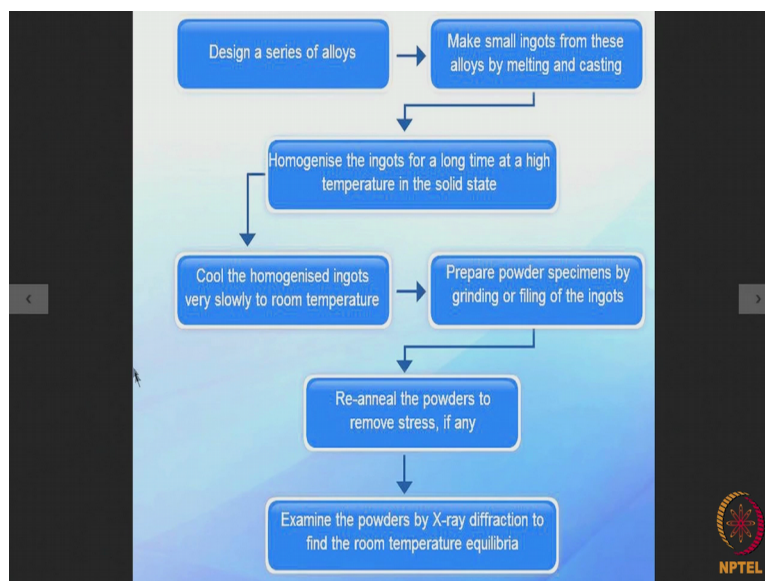 Design a series of alloys
Make small ingots from these
alloys by melting and casting
Homogenise the ingots for a long time at a high
temperature in the solid state
Cool the homogenised ingots
very slowly to room temperature
Prepare powder specimens by
grinding or filing of the ingots
Re-anneal the powders to
remove stress, if any
Examine the powders by X-ray diffraction to
find the room temperature equilibria
NPTEL